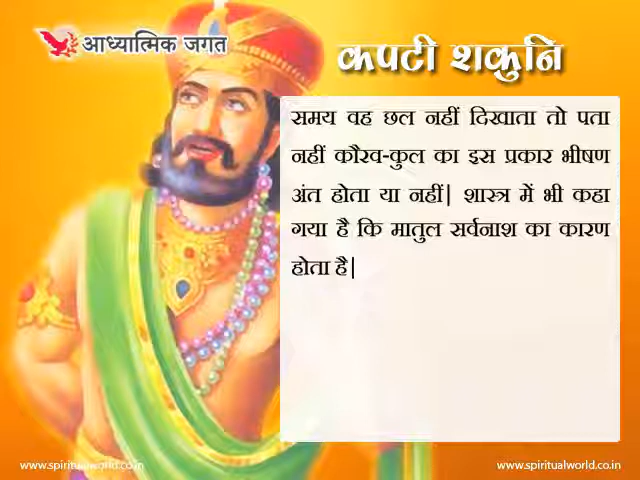 आध्यात्मिक जगत
कपटी शकुनि
समय वह छल नहीं दिखाता तो पता
नहीं कौरव-कुल का इस प्रकार भीषण
अंत होता या नहीं| शास्त्र में भी कहा
गया है कि मातुल सर्वनाश का कारण
होता है|
www.spiritualworld.co.in
www.spiritualworld.co.in